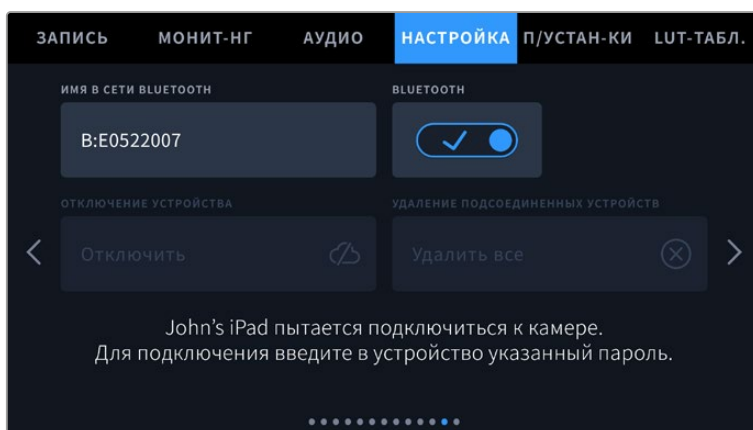 ЗАПИСЬ МОНИТ-НГ АУДИО НАСТРОЙКА П/УСТАН-КИ LUT-ТАБЛ.
ИМЯ В СЕТИ BLUETOOTH BLUETOOTH
B:E0522007
ОТКЛЮЧЕНИЕ УСТРОЙСТВА УДАЛЕНИЕ ПОДСОЕДИНЕННЫХ УСТРОЙСТВ
Отключить Удалить все
John’s iPad пытается подключиться к камере.
Для подключения введите в устройство указанный пароль.